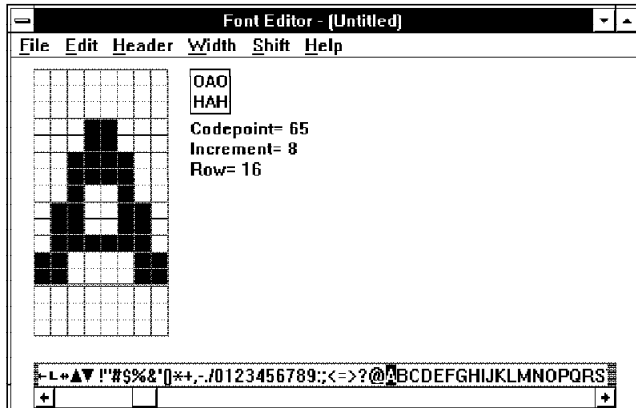 Font Editor - (Untitled)
File Edit Header Width Shift Help
OAO
HAH
Codepoint= 65
Increment= 8
Row= 16
←∟↔▲▼ !"#$%&'()*+,-./0123456789:;<=>?@ABCDEFGHIJKLMNOPQRS